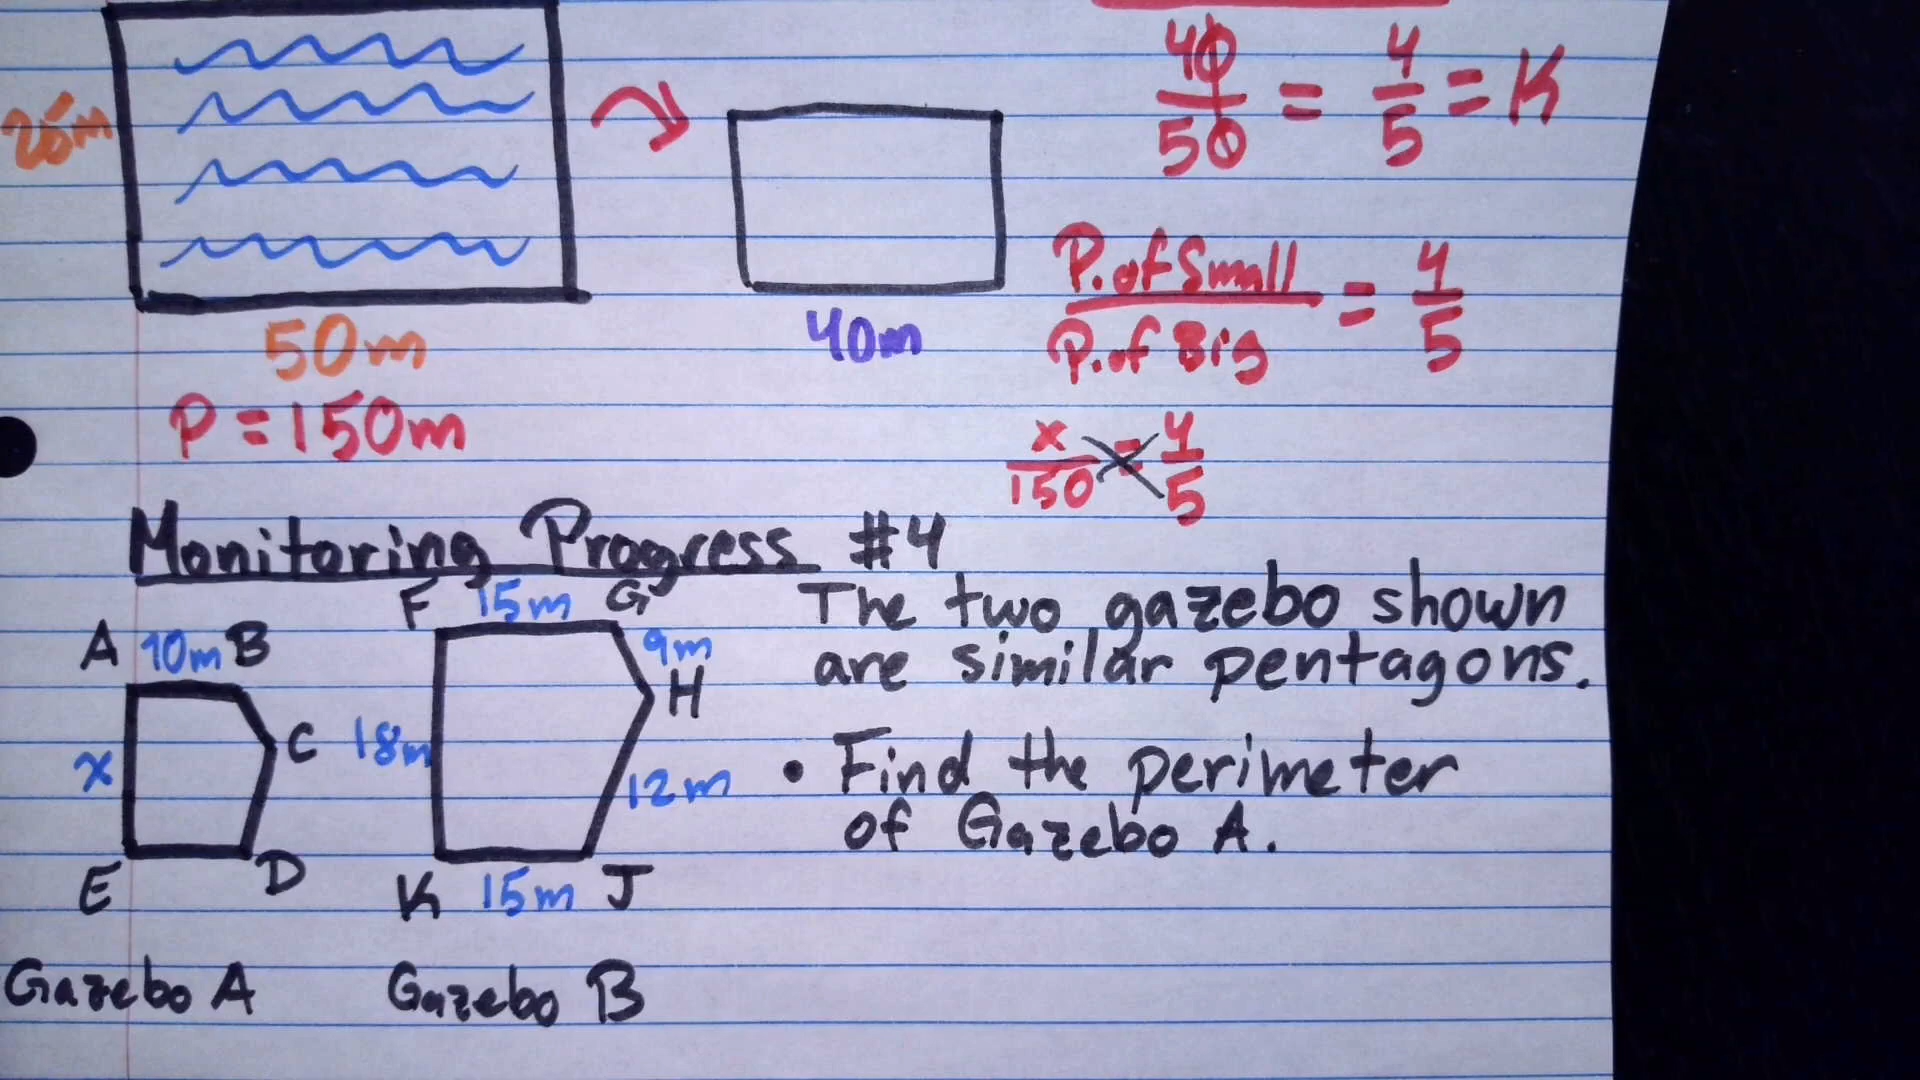 40/50 = 4/5 = K
25m
P. of Small/P. of Big = 4/5
50m
40m
P = 150m
x/150 = 4/5
Monitoring Progress #4
F 15m G
The two gazebo shown
A 10m B
9m
are similar pentagons.
H
C
18m
x
12m
• Find the perimeter
of Gazebo A.
E
D
K 15m J
Gazebo A
Gazebo B